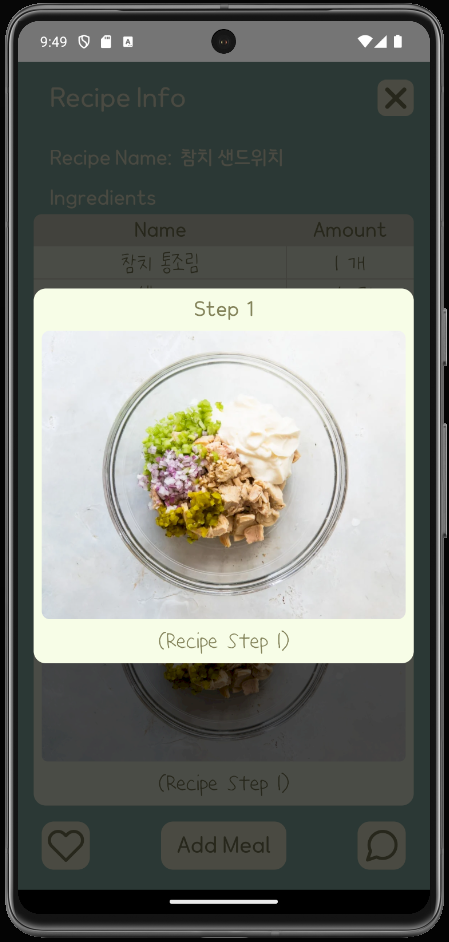 9:49
Recipe Info
Recipe Name: 참치 샌드위치
Ingredients
Name Amount
참치 통조림 1 개
Step 1
(Recipe Step 1)
(Recipe Step 1)
Add Meal